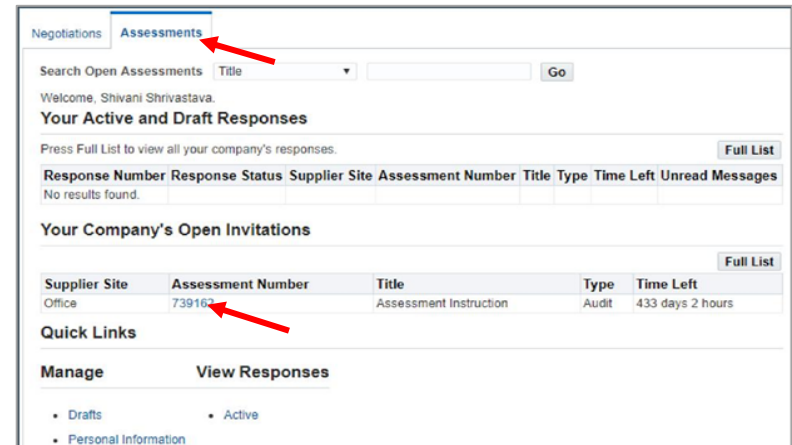 Negotiations Assessments
Search Open Assessments Title Go
Welcome, Shivani Shrivastava.
Your Active and Draft Responses
Press Full List to view all your company's responses. Full List
Response Number Response Status Supplier Site Assessment Number Title Type Time Left Unread Messages
No results found.
Your Company's Open Invitations
Full List
Supplier Site Assessment Number Title Type Time Left
Office 739162 Assessment Instruction Audit 433 days 2 hours
Quick Links
Manage View Responses
• Drafts • Active
• Personal Information